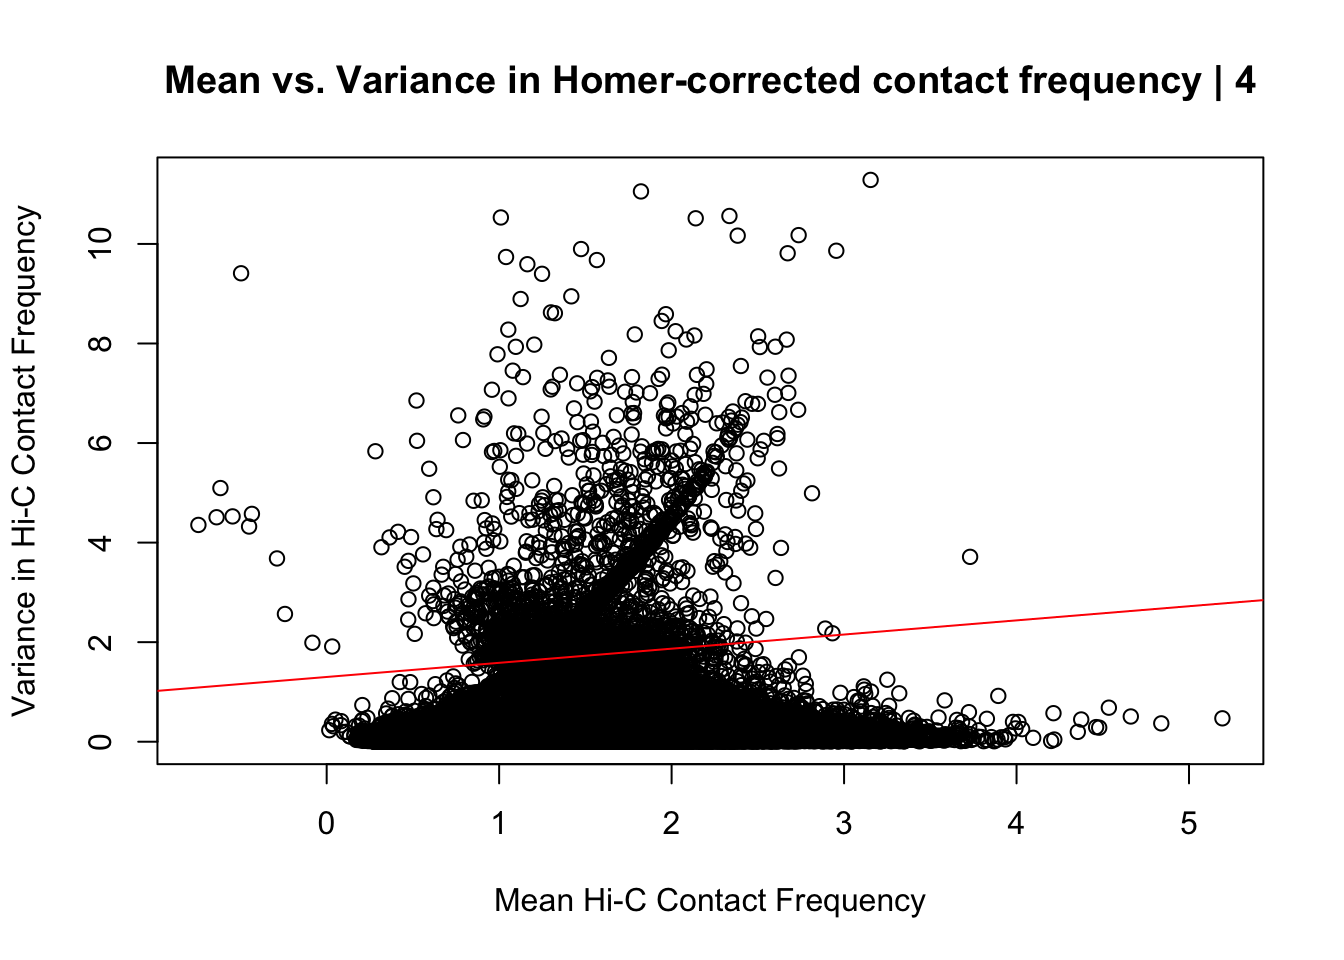 Mean vs. Variance in Homer-corrected contact frequency | 4
Variance in Hi-C Contact Frequency
10
8
6
4
2
0
0 1 2 3 4 5
Mean Hi-C Contact Frequency